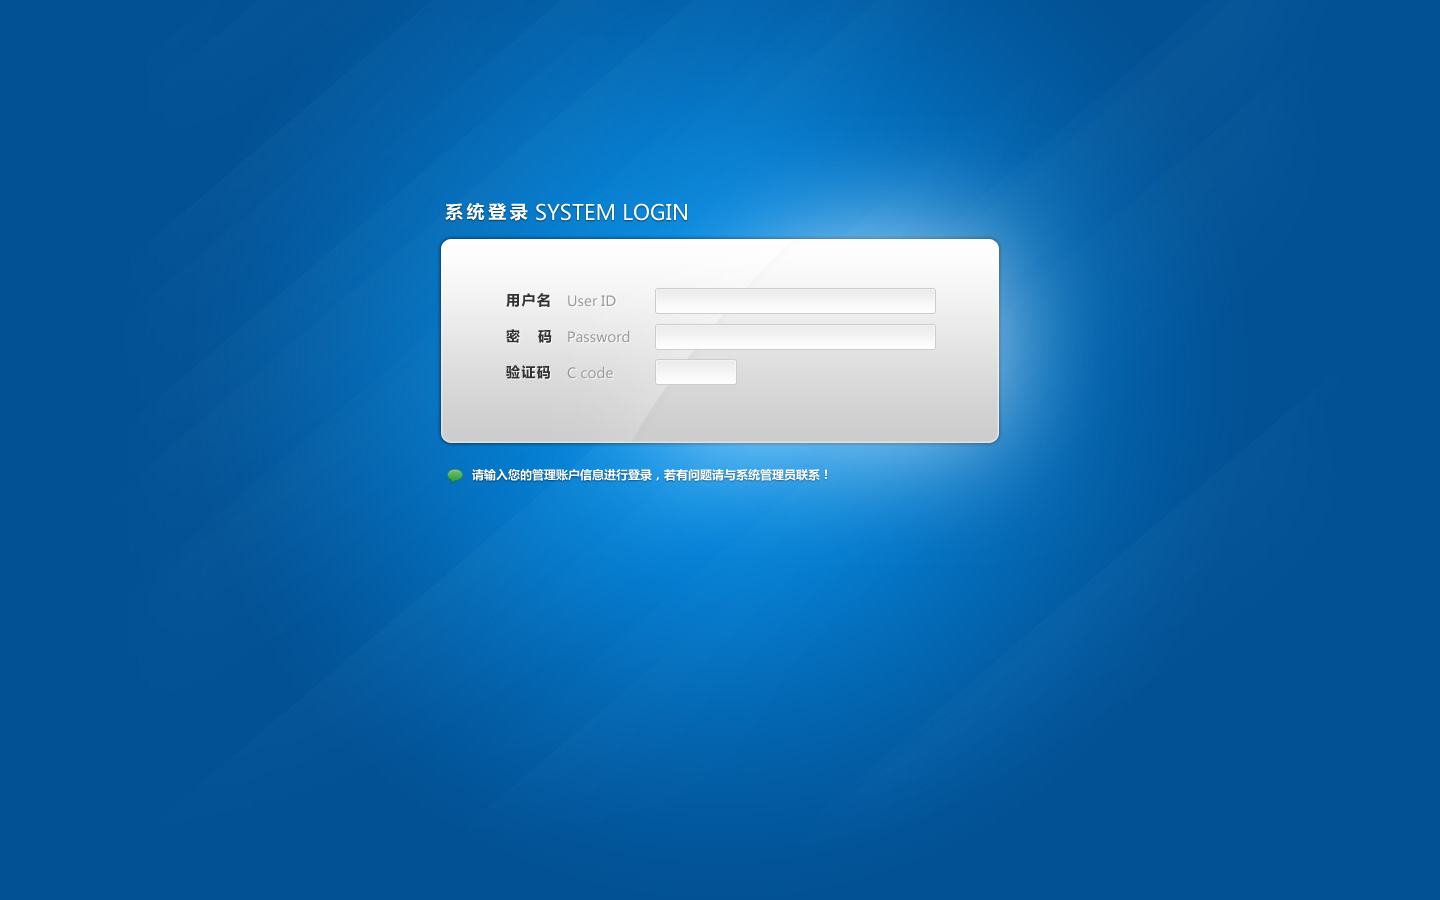 系统登录 SYSTEM LOGIN
用户名 User ID
密 码 Password
验证码 C code
请输入您的管理账户信息进行登录，若有问题请与系统管理员联系！